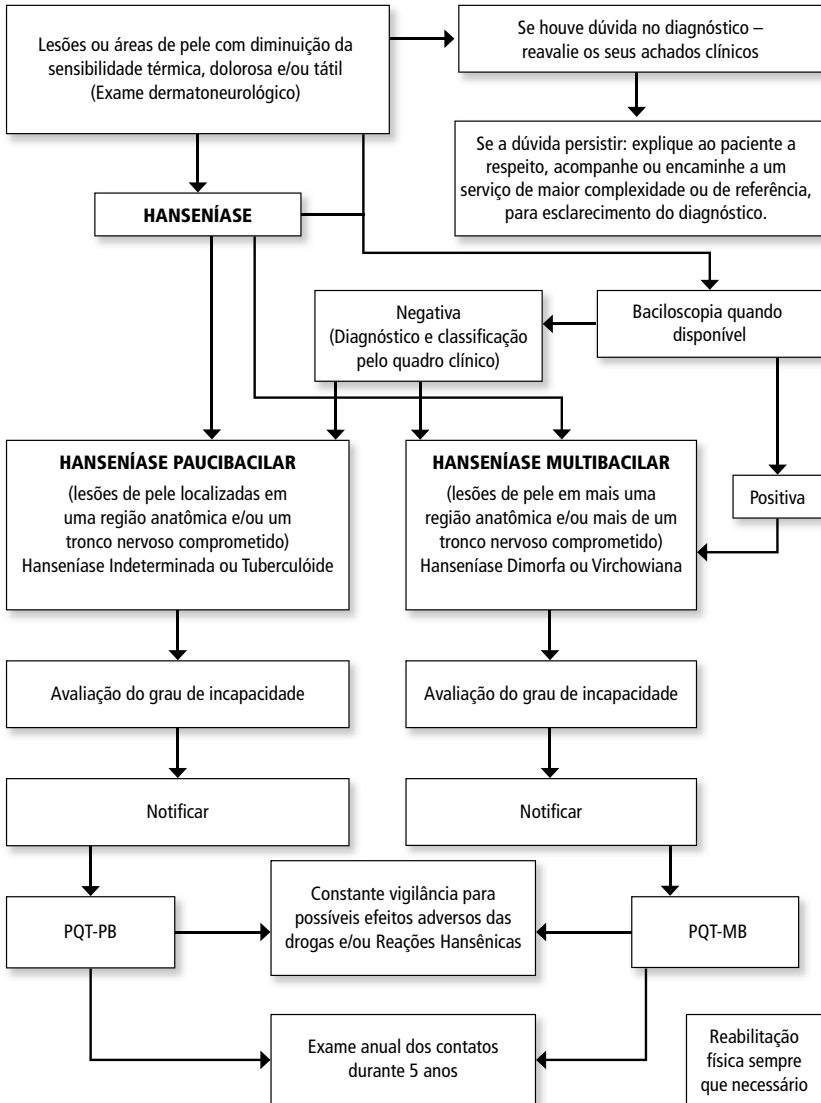 Lesões ou áreas de pele com diminuição da
sensibilidade térmica, dolorosa e/ou tátil
(Exame dermatoneurológico)
Se houve dúvida no diagnóstico –
reavalie os seus achados clínicos
Se a dúvida persistir: explique ao paciente a
respeito, acompanhe ou encaminhe a um
serviço de maior complexidade ou de referência,
para esclarecimento do diagnóstico.
HANSENÍASE
Negativa
(Diagnóstico e classificação
pelo quadro clínico)
Baciloscopia quando
disponível
HANSENÍASE PAUCIBACILAR
(lesões de pele localizadas em
uma região anatômica e/ou um
tronco nervoso comprometido)
Hanseníase Indeterminada ou Tuberculóide
HANSENÍASE MULTIBACILAR
(lesões de pele em mais uma
região anatômica e/ou mais de um
tronco nervoso comprometido)
Hanseníase Dimorfa ou Virchowiana
Positiva
Avaliação do grau de incapacidade
Avaliação do grau de incapacidade
Notificar
Notificar
PQT-PB
Constante vigilância para
possíveis efeitos adversos das
drogas e/ou Reações Hansênicas
PQT-MB
Exame anual dos contatos
durante 5 anos
Reabilitação
física sempre
que necessário